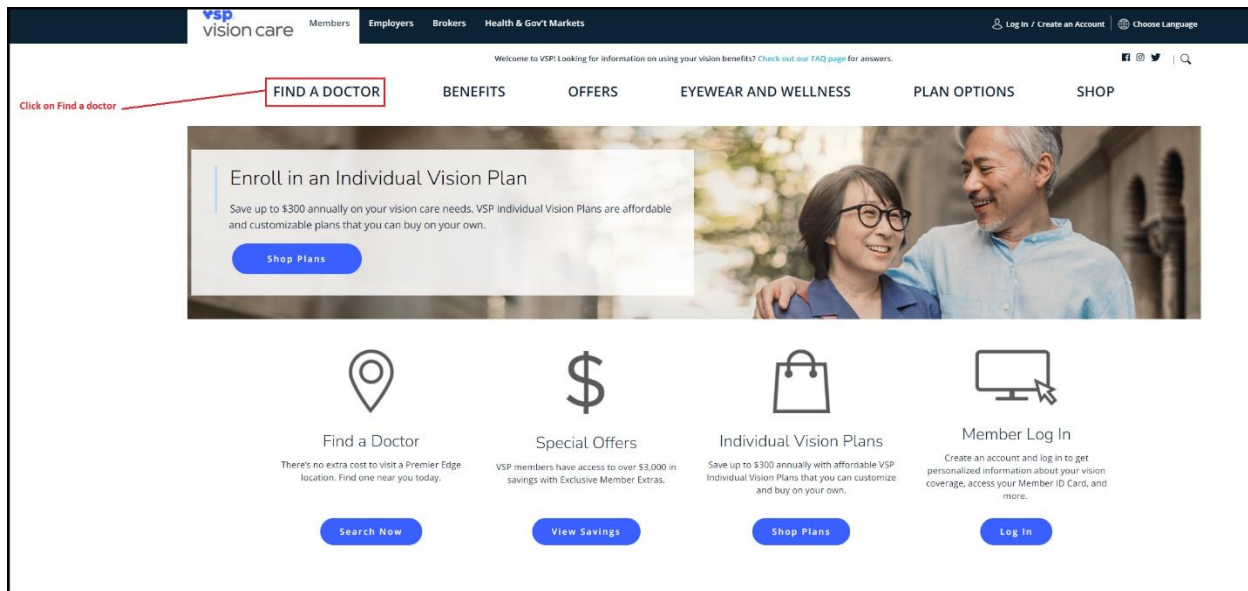 vsp
vision care
Members Employers Brokers Health & Gov't Markets
Log In / Create an Account Choose Language
Welcome to VSP! Looking for information on using your vision benefits? Check out our FAQ page for answers.
Click on Find a doctor
FIND A DOCTOR BENEFITS OFFERS EYEWEAR AND WELLNESS PLAN OPTIONS SHOP
Enroll in an Individual Vision Plan
Save up to $300 annually on your vision care needs. VSP Individual Vision Plans are affordable
and customizable plans that you can buy on your own.
Shop Plans
Find a Doctor
There's no extra cost to visit a Premier Edge
location. Find one near you today.
Search Now
Special Offers
VSP members have access to over $3,000 in
savings with Exclusive Member Extras.
View Savings
Individual Vision Plans
Save up to $300 annually with affordable VSP
Individual Vision Plans that you can customize
and buy on your own.
Shop Plans
Member Log In
Create an account and log in to get
personalized information about your vision
coverage, access your Member ID Card, and
more.
Log In